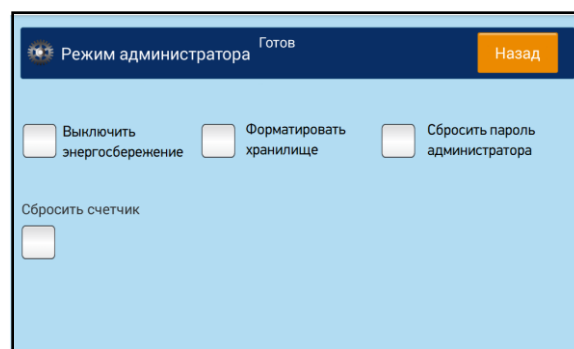 Готов
Режим администратора
Назад
Выключить
энергосбережение
Форматировать
хранилище
Сбросить пароль
администратора
Сбросить счетчик